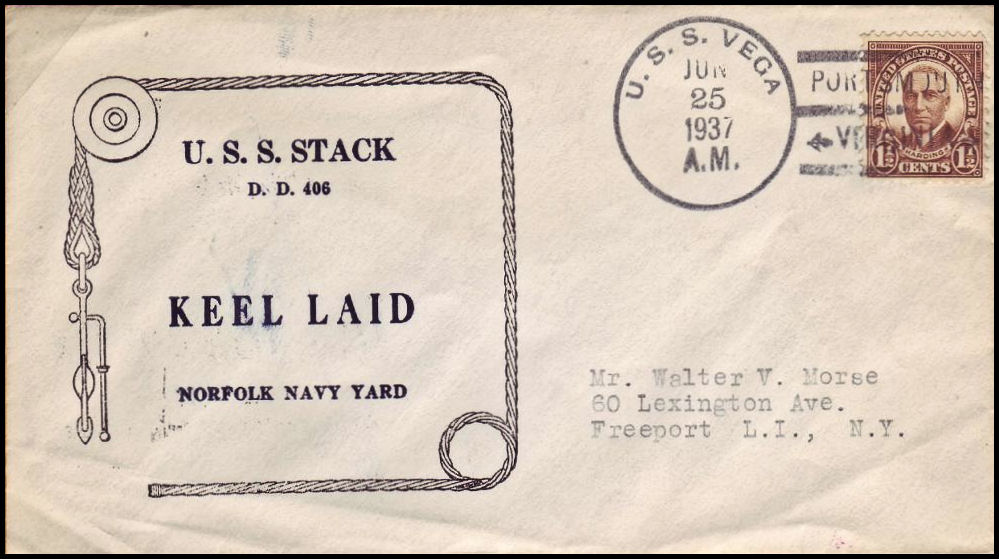 U. S. S. STACK
D. D. 406
KEEL LAID
NORFOLK NAVY YARD
U. S. S. VEGA
JUN
25
1937
A.M.
UNITED STATES POSTAGE
HARDING
1½ 1½
CENTS
Mr. Walter V. Morse
60 Lexington Ave.
Freeport L.I., N.Y.